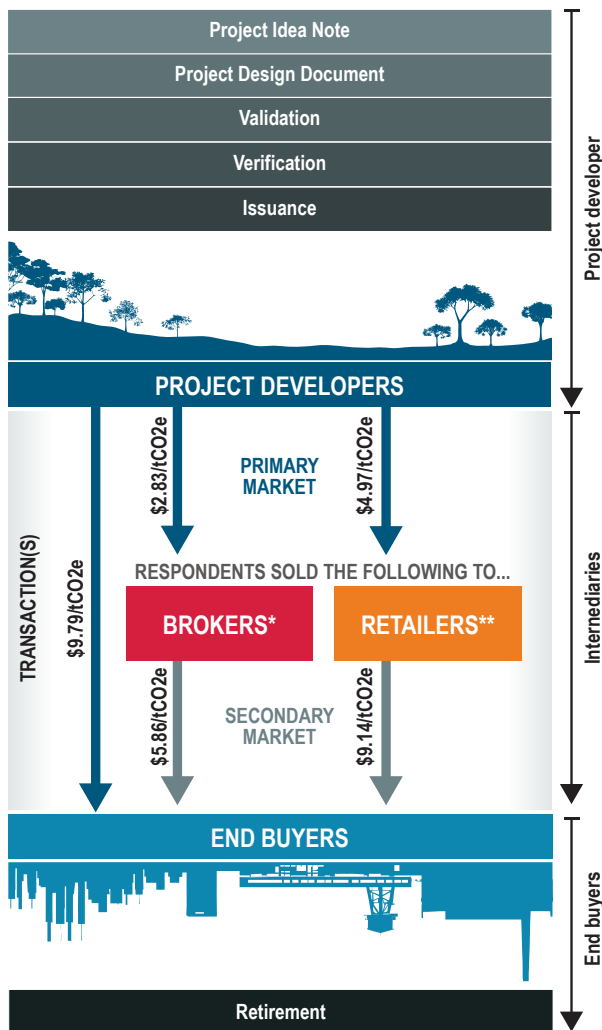 Project Idea Note
Project Design Document
Validation
Verification
Issuance
Project developer
PROJECT DEVELOPERS
TRANSACTION(S)
$9.79/tCO2e
$2.83/tCO2e
PRIMARY
MARKET
$4.97/tCO2e
RESPONDENTS SOLD THE FOLLOWING TO...
BROKERS*
RETAILERS**
$5.86/tCO2e
SECONDARY
MARKET
$9.14/tCO2e
Internediaries
END BUYERS
End buyers
Retirement